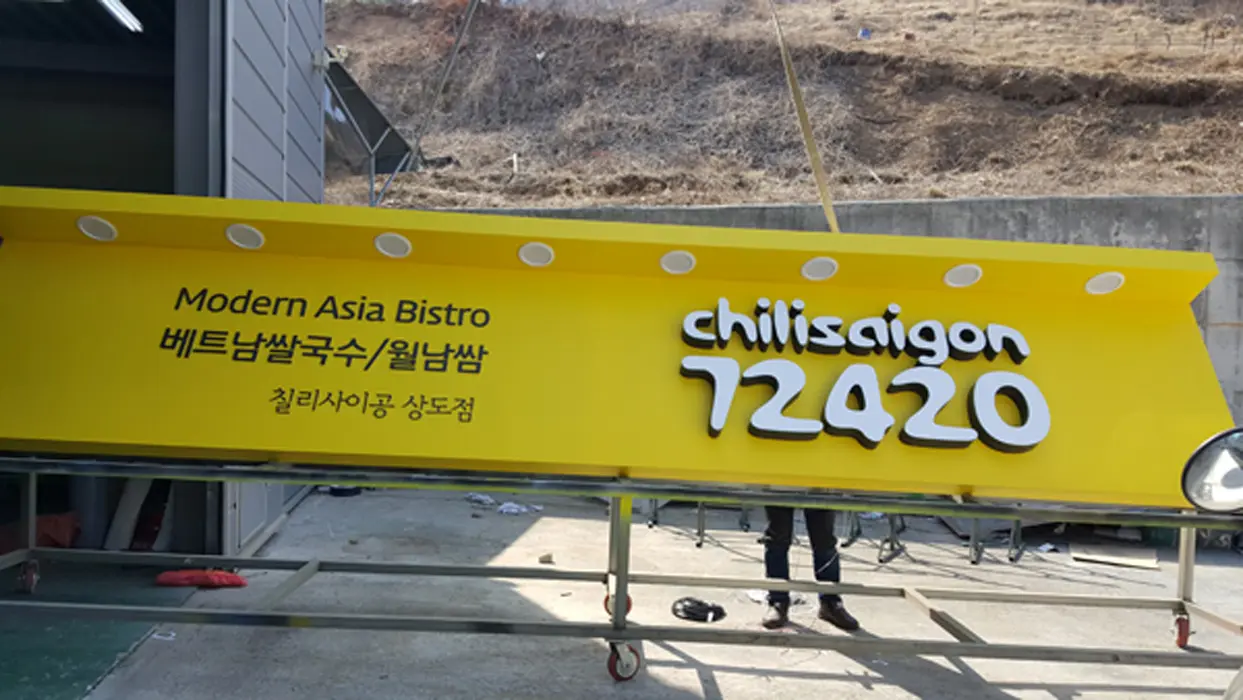 Modern Asia Bistro
베트남쌀국수/월남쌈
칠리사이공 상도점
chilisaigon
72420